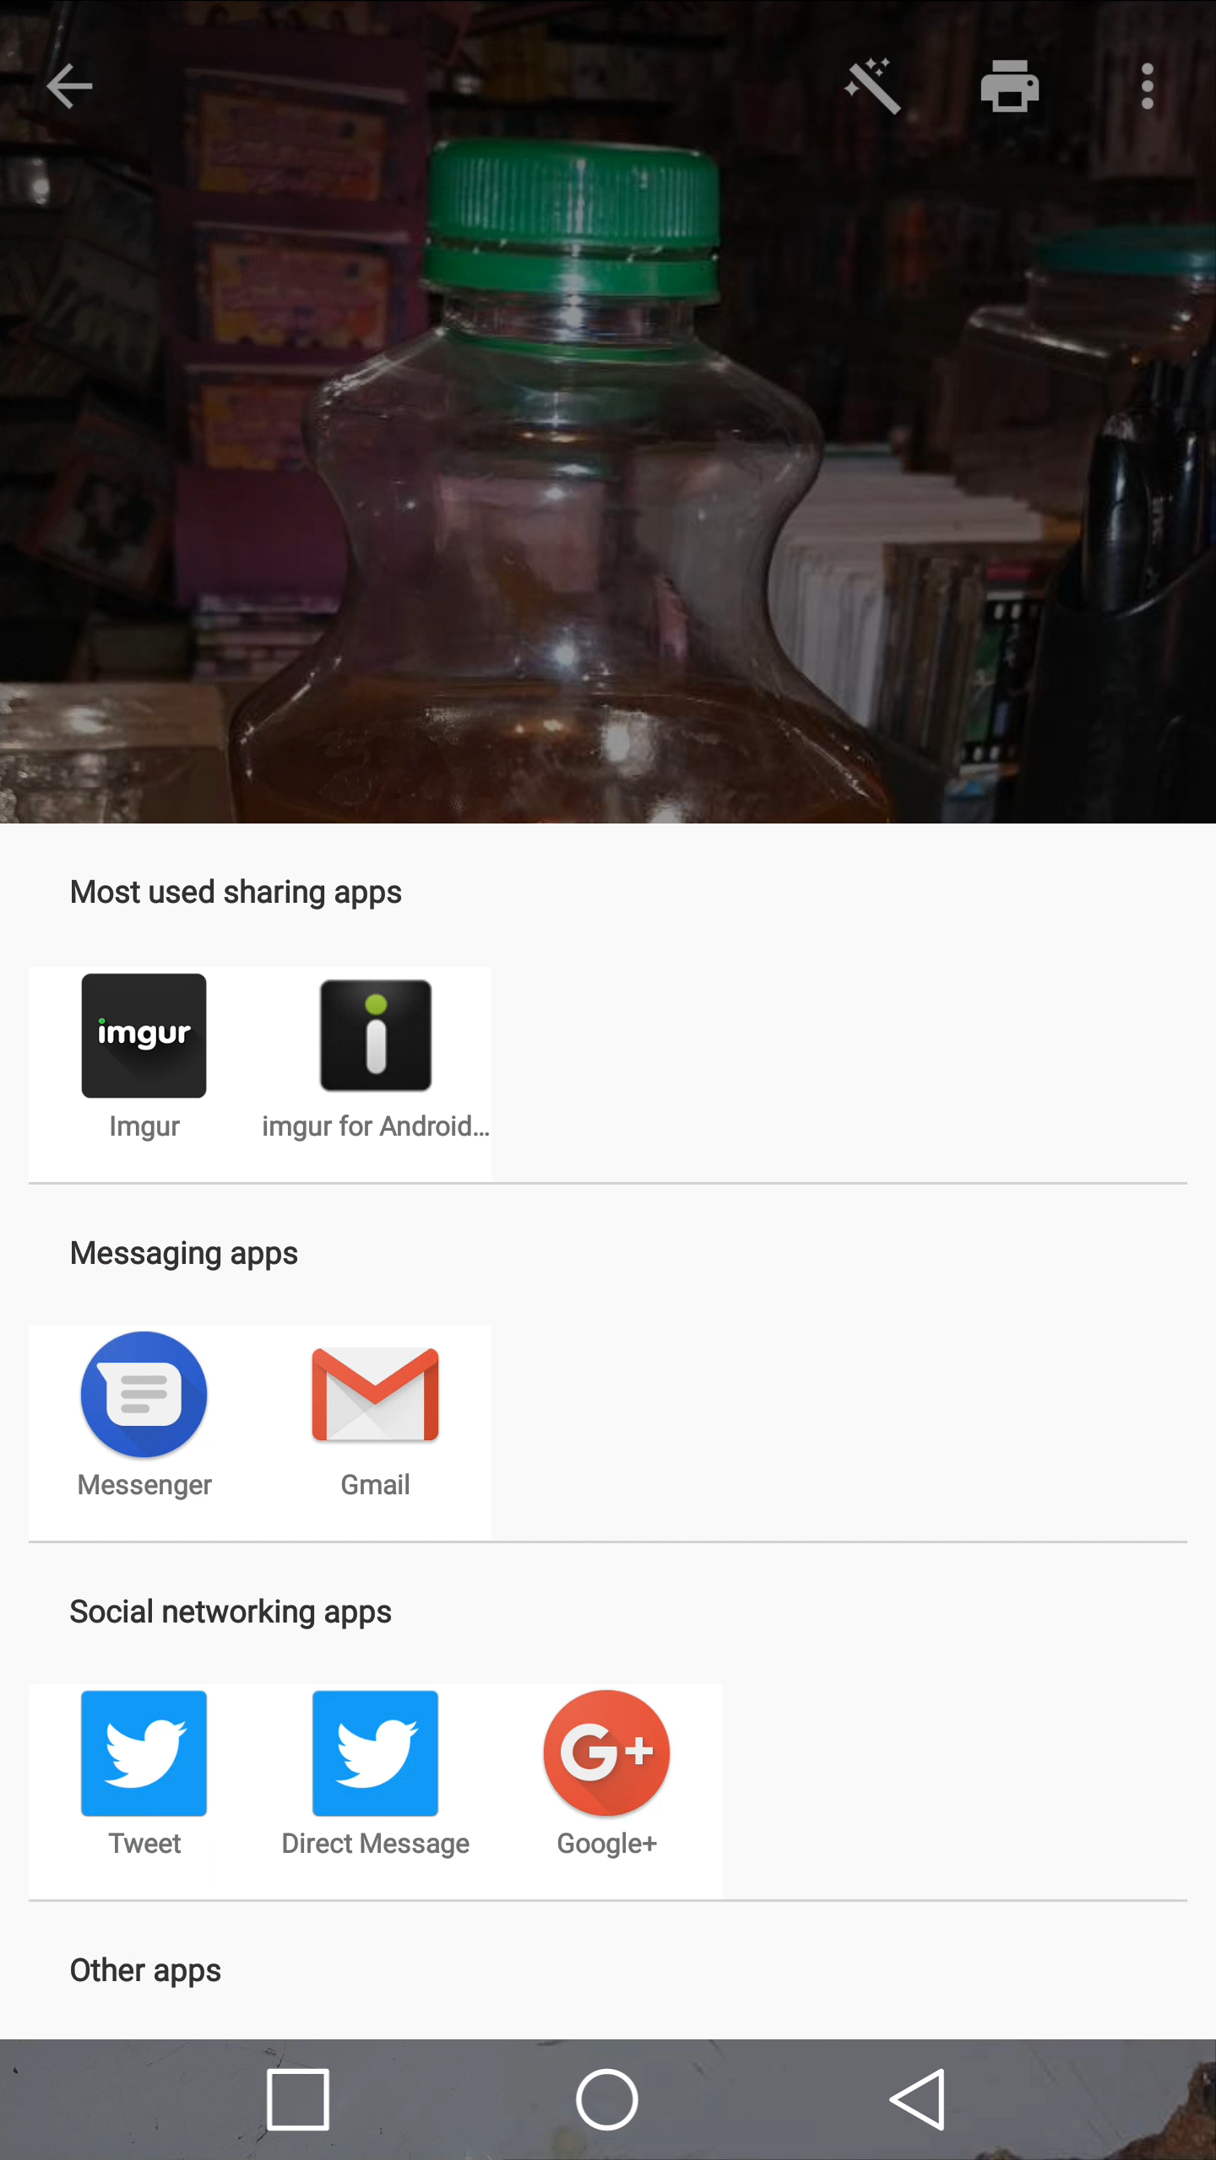 Most used sharing apps
imgur
Imgur
imgur for Android...
Messaging apps
Messenger
Gmail
Social networking apps
G+
Tweet
Direct Message
Google+
Other apps